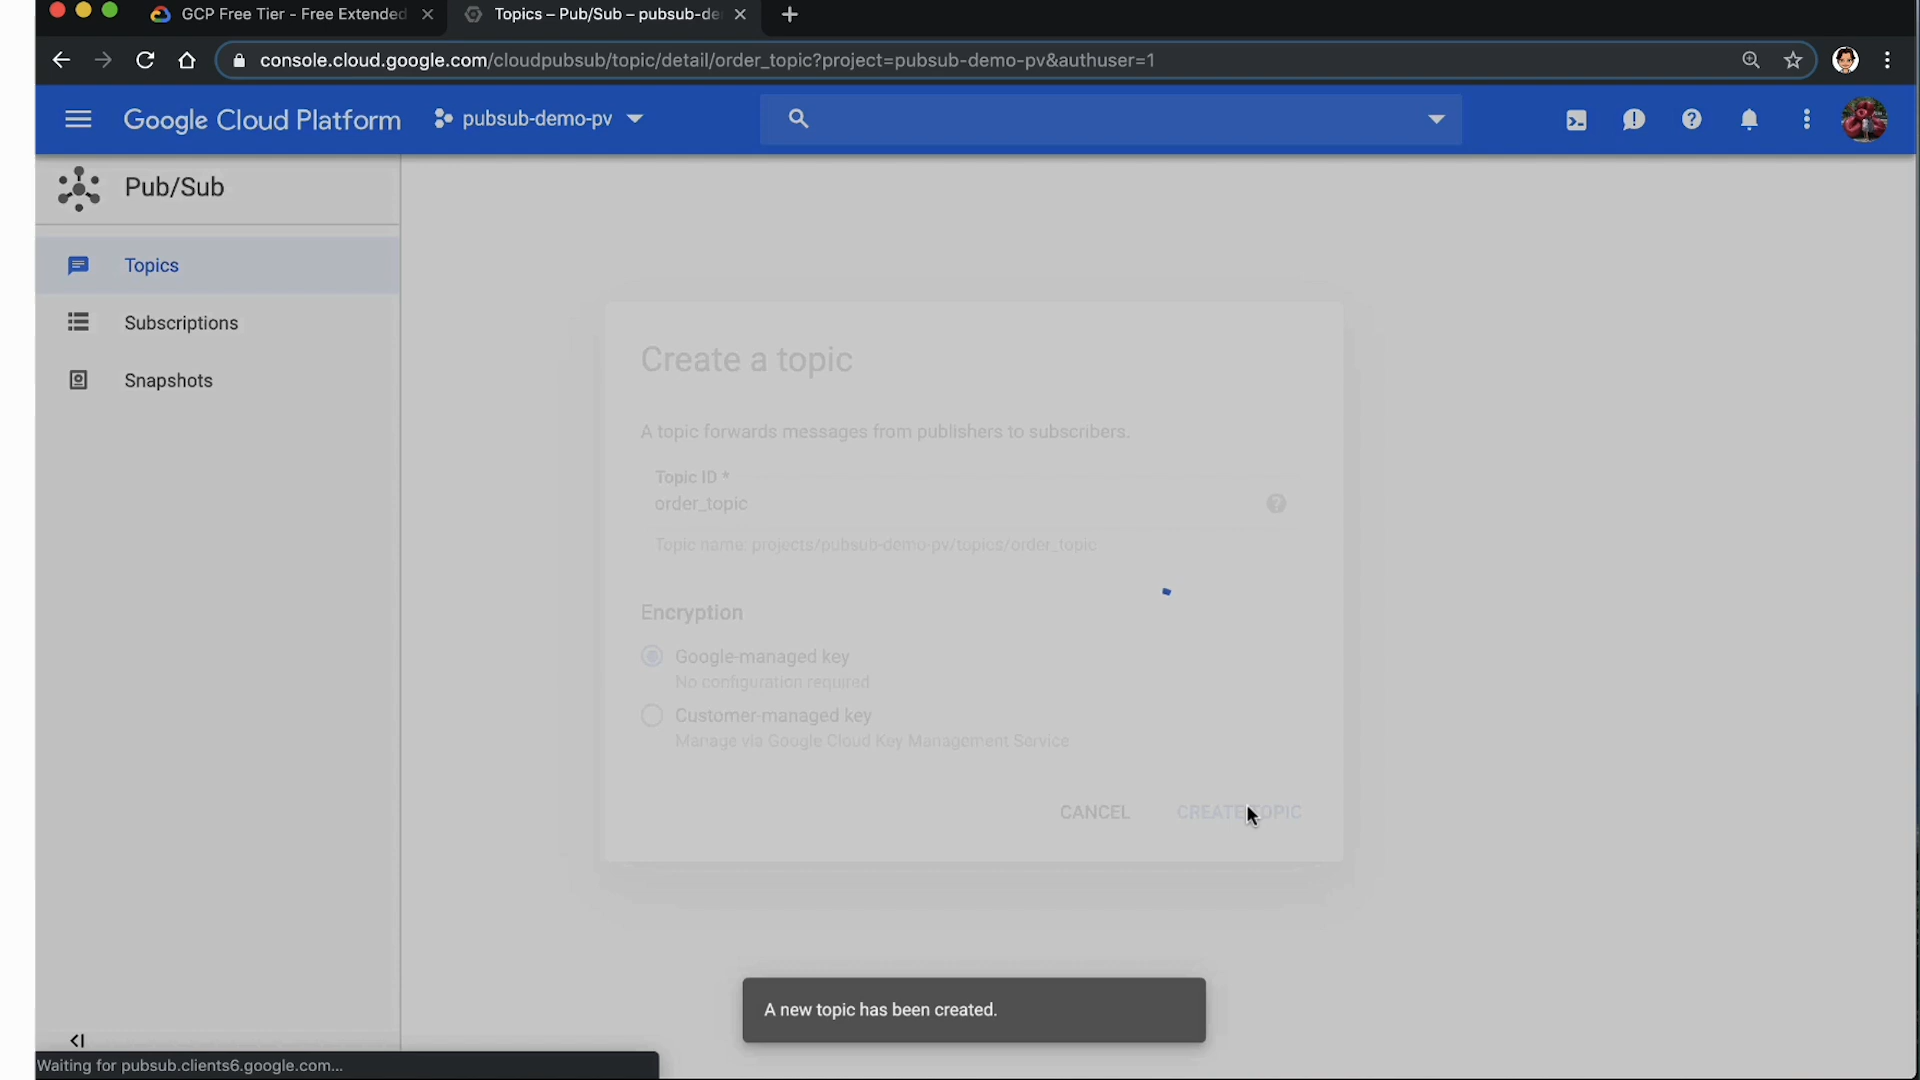 GCP Free Tier - Free Extended
Topics – Pub/Sub – pubsub-de
console.cloud.google.com/cloudpubsub/topic/detail/order_topic?project=pubsub-demo-pv&authuser=1
Google Cloud Platform
pubsub-demo-pv
Pub/Sub
Topics
Subscriptions
Snapshots
Create a topic
A topic forwards messages from publishers to subscribers.
Topic ID *
order_topic
Topic name: projects/pubsub-demo-pv/topics/order_topic
Encryption
Google-managed key
No configuration required
Customer-managed key
Manage via Google Cloud Key Management Service
CANCEL
CREATE TOPIC
A new topic has been created.
Waiting for pubsub.clients6.google.com...